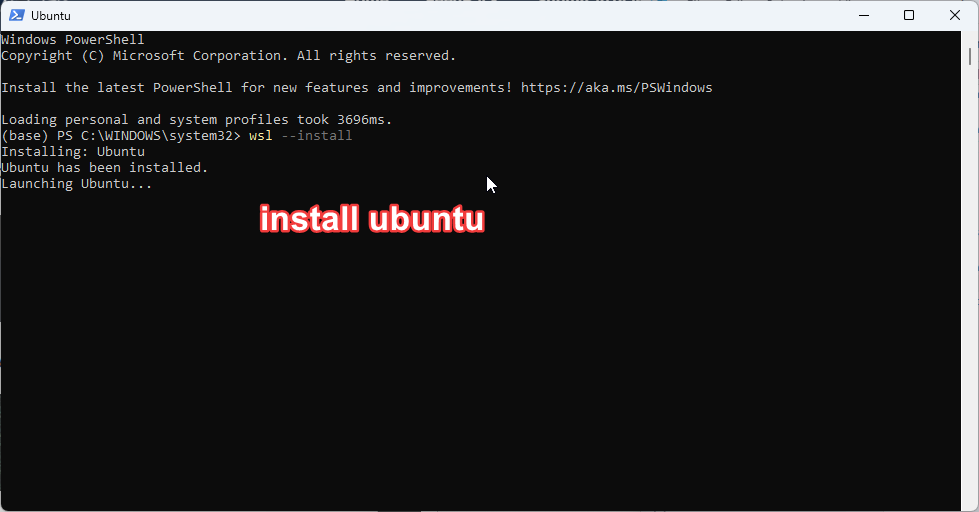 Ubuntu
Windows PowerShell
Copyright (C) Microsoft Corporation. All rights reserved.
Install the latest PowerShell for new features and improvements! https://aka.ms/PSWindows
Loading personal and system profiles took 3696ms.
(base) PS C:\WINDOWS\system32> wsl --install
Installing: Ubuntu
Ubuntu has been installed.
Launching Ubuntu...
install ubuntu